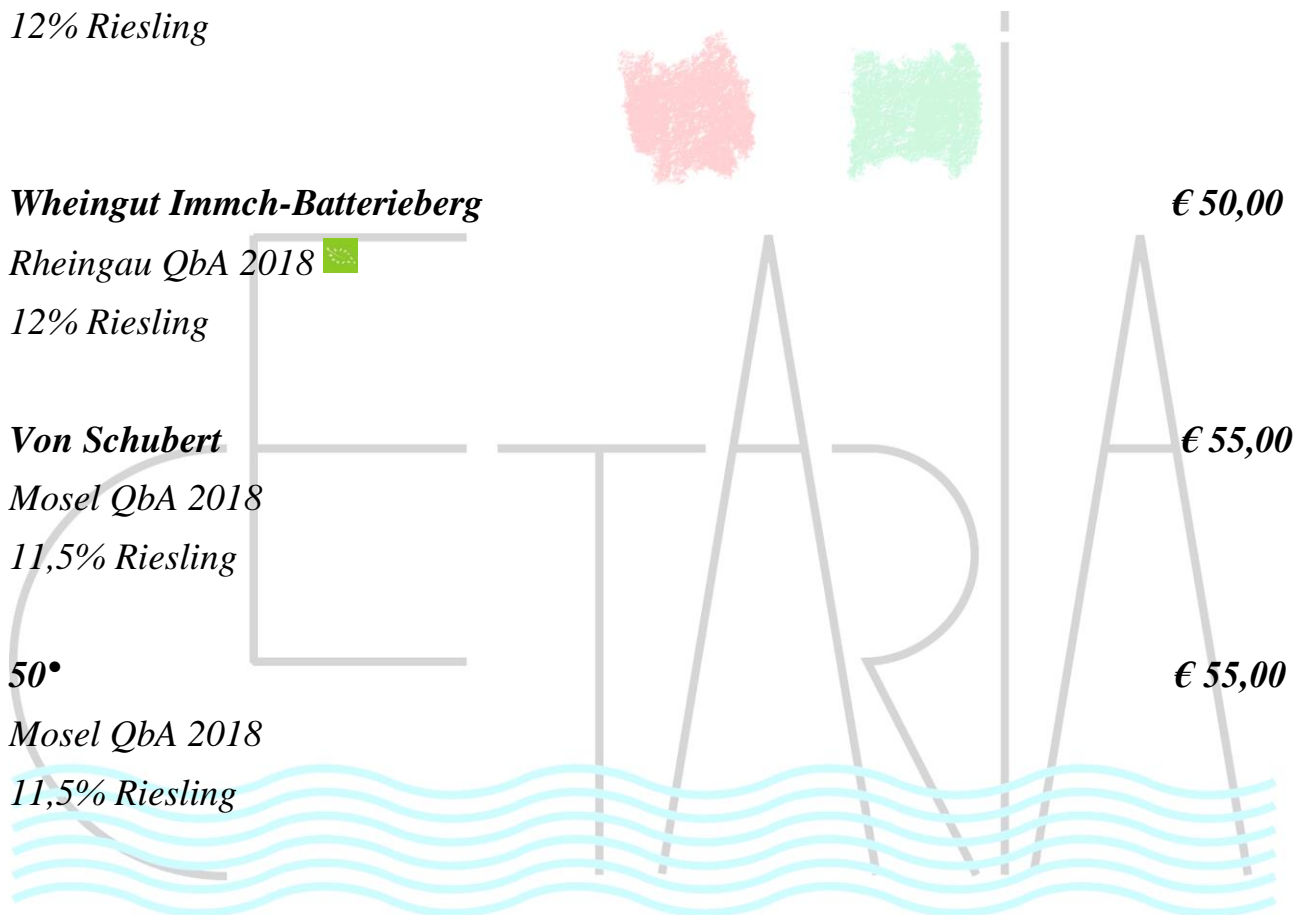 12% Riesling
Wheingut Immch-Batterieberg € 50,00
Rheingau QbA 2018
12% Riesling
Von Schubert € 55,00
Mosel QbA 2018
11,5% Riesling
50• € 55,00
Mosel QbA 2018
11,5% Riesling
CETARIA